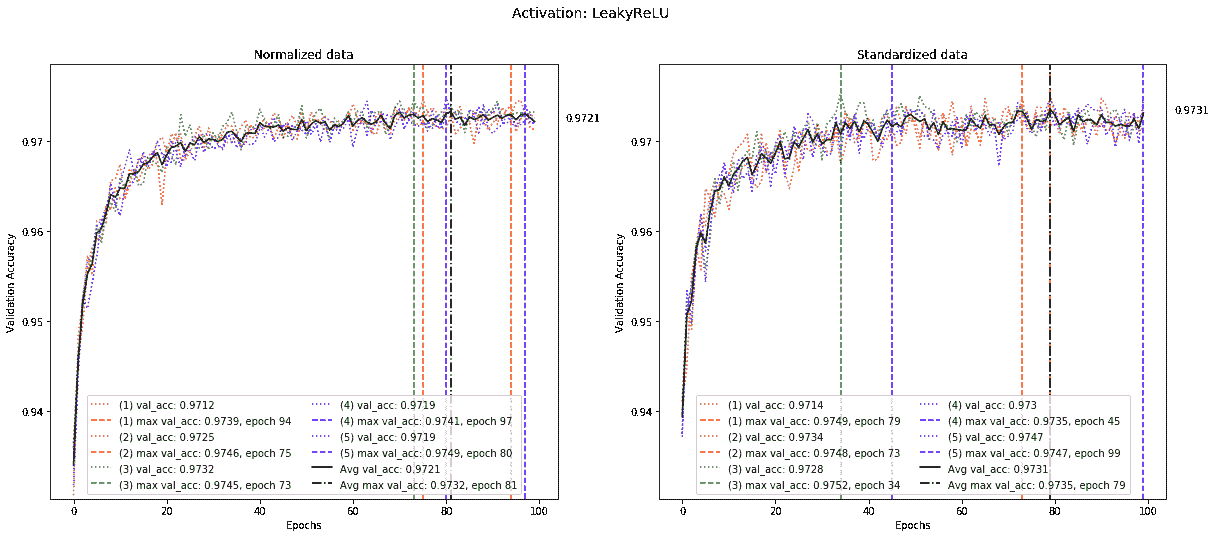 Activation: LeakyReLU
Normalized data
Validation Accuracy
0.97
0.96
0.95
0.94
0.9721
(1) val_acc: 0.9712
(1) max val_acc: 0.9739, epoch 94
(2) val_acc: 0.9725
(2) max val_acc: 0.9746, epoch 75
(3) val_acc: 0.9732
(3) max val_acc: 0.9745, epoch 73
(4) val_acc: 0.9719
(4) max val_acc: 0.9741, epoch 97
(5) val_acc: 0.9719
(5) max val_acc: 0.9749, epoch 80
Avg val_acc: 0.9721
Avg max val_acc: 0.9732, epoch 81
0 20 40 60 80 100
Epochs
Standardized data
Validation Accuracy
0.97
0.96
0.95
0.94
0.9731
(1) val_acc: 0.9714
(1) max val_acc: 0.9749, epoch 79
(2) val_acc: 0.9734
(2) max val_acc: 0.9748, epoch 73
(3) val_acc: 0.9728
(3) max val_acc: 0.9752, epoch 34
(4) val_acc: 0.973
(4) max val_acc: 0.9735, epoch 45
(5) val_acc: 0.9747
(5) max val_acc: 0.9747, epoch 99
Avg val_acc: 0.9731
Avg max val_acc: 0.9735, epoch 79
0 20 40 60 80 100
Epochs